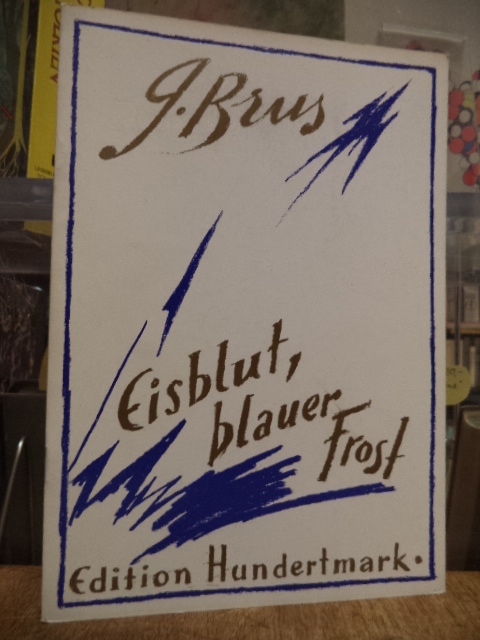 G. Brus
Eisblut,
blauer
Frost
Edition Hundertmark.